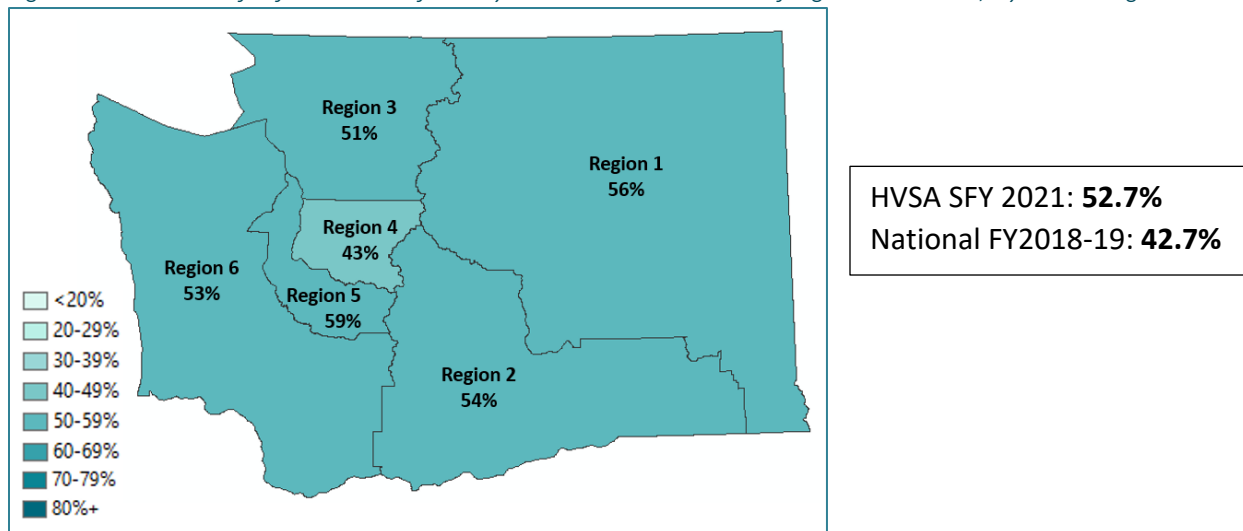 Region 3
51%
Region 1
56%
Region 4
43%
Region 6
53%
Region 5
59%
Region 2
54%
<20%
20-29%
30-39%
40-49%
50-59%
60-69%
70-79%
80%+
HVSA SFY 2021: 52.7%
National FY2018-19: 42.7%